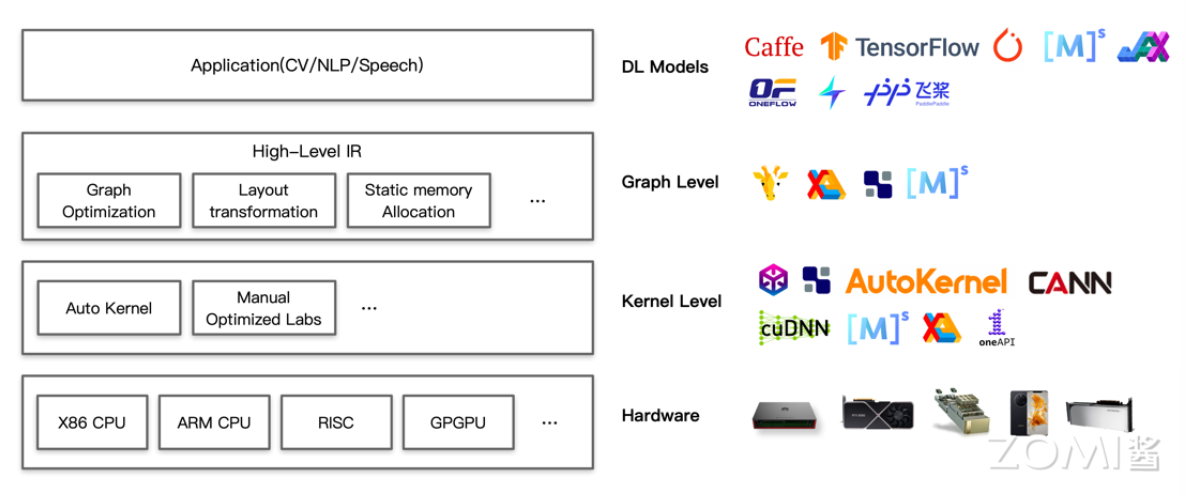 Application(CV/NLP/Speech)
DL Models
Caffe
TensorFlow
[M]s
JAX
OF
ONEFLOW
飞桨
PaddlePaddle
High-Level IR
Graph
Optimization
Layout
transformation
Static memory
Allocation
...
Graph Level
[M]s
Auto Kernel
Manual
Optimized Labs
...
Kernel Level
AutoKernel
CANN
cuDNN
[M]s
oneAPI
X86 CPU
ARM CPU
RISC
GPGPU
...
Hardware
ZOMI酱